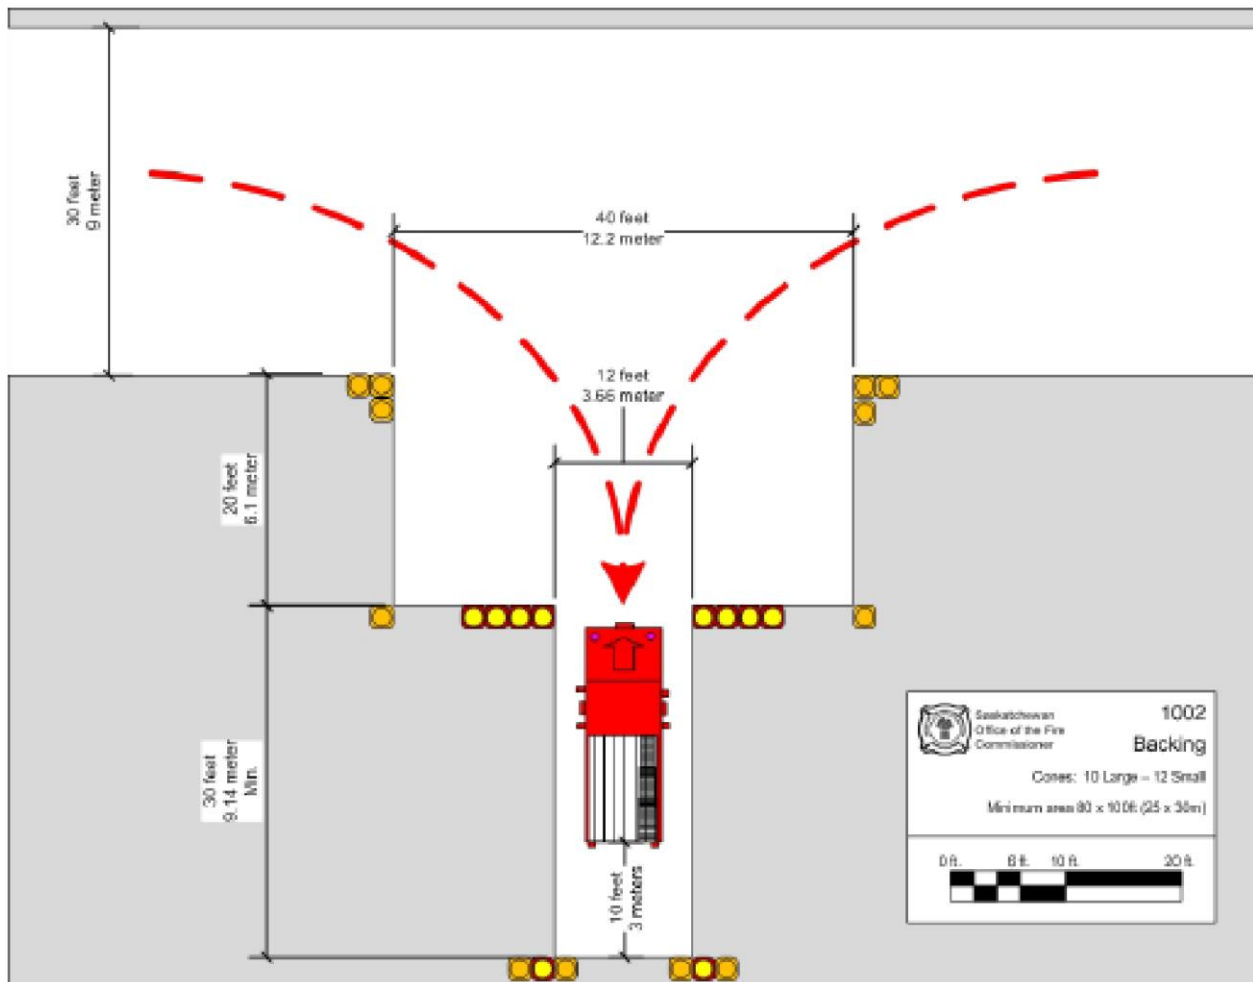 30 feet
9 meter
40 feet
12.2 meter
12 feet
3.66 meter
20 feet
6.1 meter
30 feet
9.14 meter
Min.
10 feet
3 meters
Saskatchewan
Office of the Fire
Commissioner
1002
Backing
Cones: 10 Large – 12 Small
Minimum area 80 x 100ft (25 x 30m)
0 ft. 6 ft. 10 ft. 20 ft.